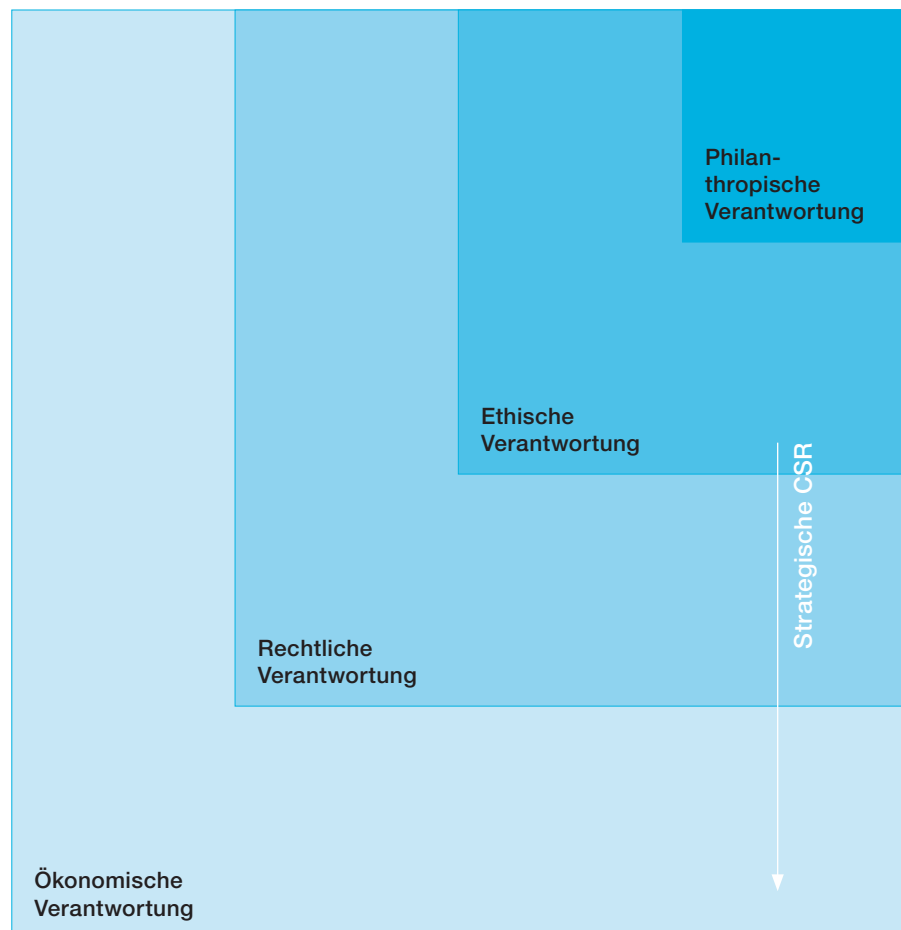 Philan-
thropische
Verantwortung
Ethische
Verantwortung
Strategische CSR
Rechtliche
Verantwortung
Ökonomische
Verantwortung